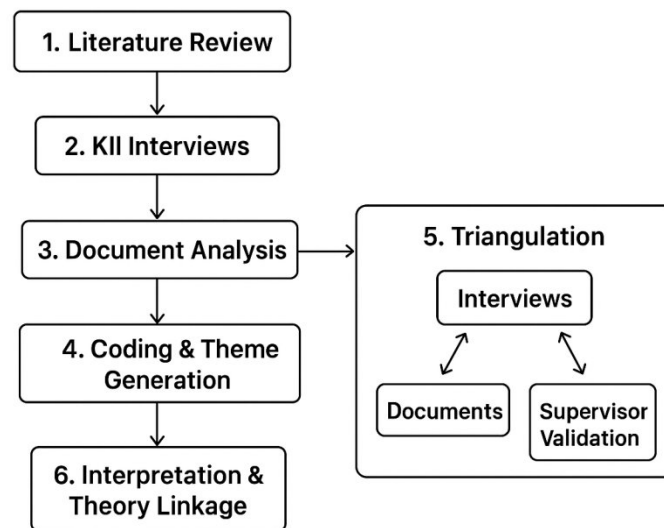 1. Literature Review
2. KII Interviews
3. Document Analysis
4. Coding & Theme
Generation
6. Interpretation &
Theory Linkage
5. Triangulation
Interviews
Documents
Supervisor
Validation